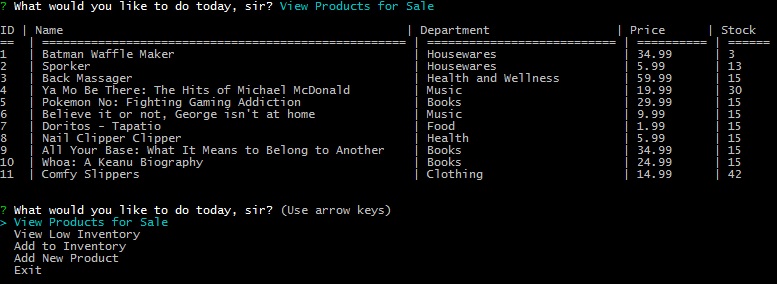 ? What would you like to do today, sir? View Products for Sale
ID | Name | Department | Price | Stock
== | ==================================================== | =========================== | ========== | ======
1 | Batman Waffle Maker | Housewares | 34.99 | 3
2 | Sporker | Housewares | 5.99 | 13
3 | Back Massager | Health and Wellness | 59.99 | 15
4 | Ya Mo Be There: The Hits of Michael McDonald | Music | 19.99 | 30
5 | Pokemon No: Fighting Gaming Addiction | Books | 29.99 | 15
6 | Believe it or not, George isn't at home | Music | 9.99 | 15
7 | Doritos - Tapatio | Food | 1.99 | 15
8 | Nail Clipper Clipper | Health | 5.99 | 15
9 | All Your Base: What It Means to Belong to Another | Books | 34.99 | 15
10 | Whoa: A Keanu Biography | Books | 24.99 | 15
11 | Comfy Slippers | Clothing | 14.99 | 42
? What would you like to do today, sir? (Use arrow keys)
> View Products for Sale
View Low Inventory
Add to Inventory
Add New Product
Exit